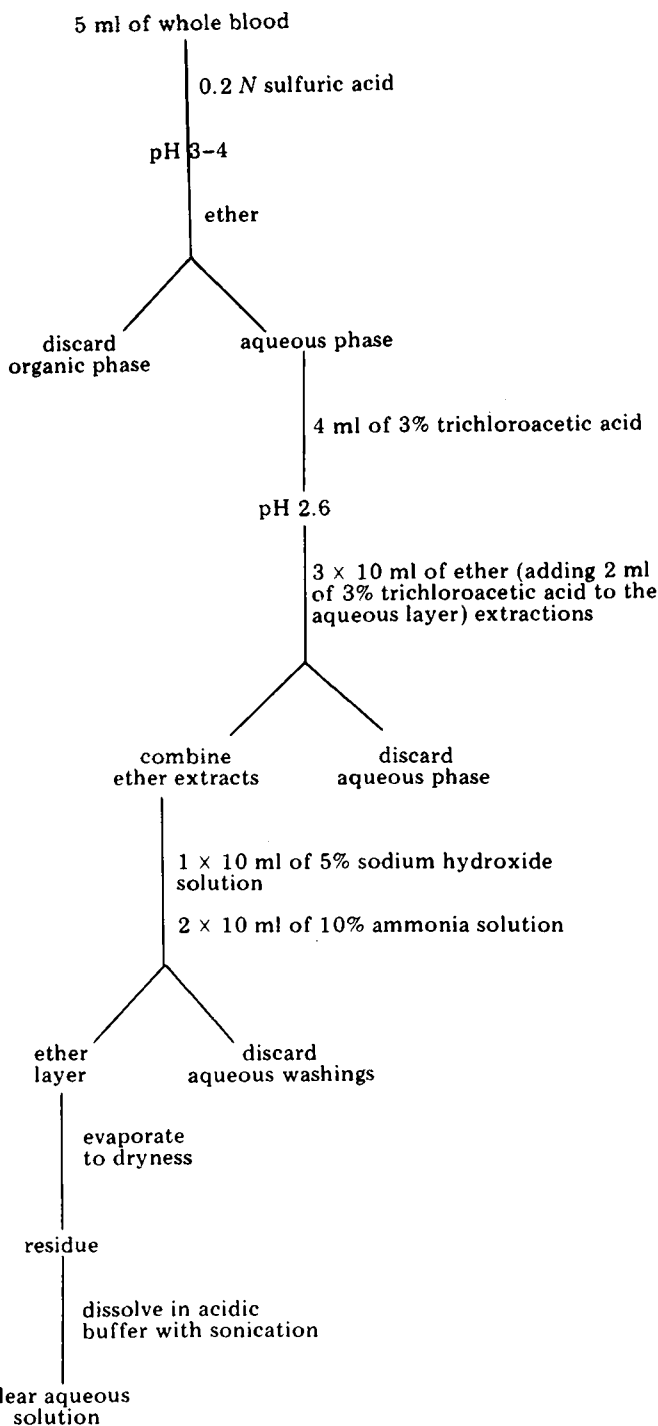 5 ml of whole blood
0.2 N sulfuric acid
pH 3-4
ether
discard
organic phase
aqueous phase
4 ml of 3% trichloroacetic acid
pH 2.6
3 × 10 ml of ether (adding 2 ml
of 3% trichloroacetic acid to the
aqueous layer) extractions
combine
ether extracts
discard
aqueous phase
1 × 10 ml of 5% sodium hydroxide
solution
2 × 10 ml of 10% ammonia solution
ether
layer
discard
aqueous washings
evaporate
to dryness
residue
dissolve in acidic
buffer with sonication
lear aqueous
solution